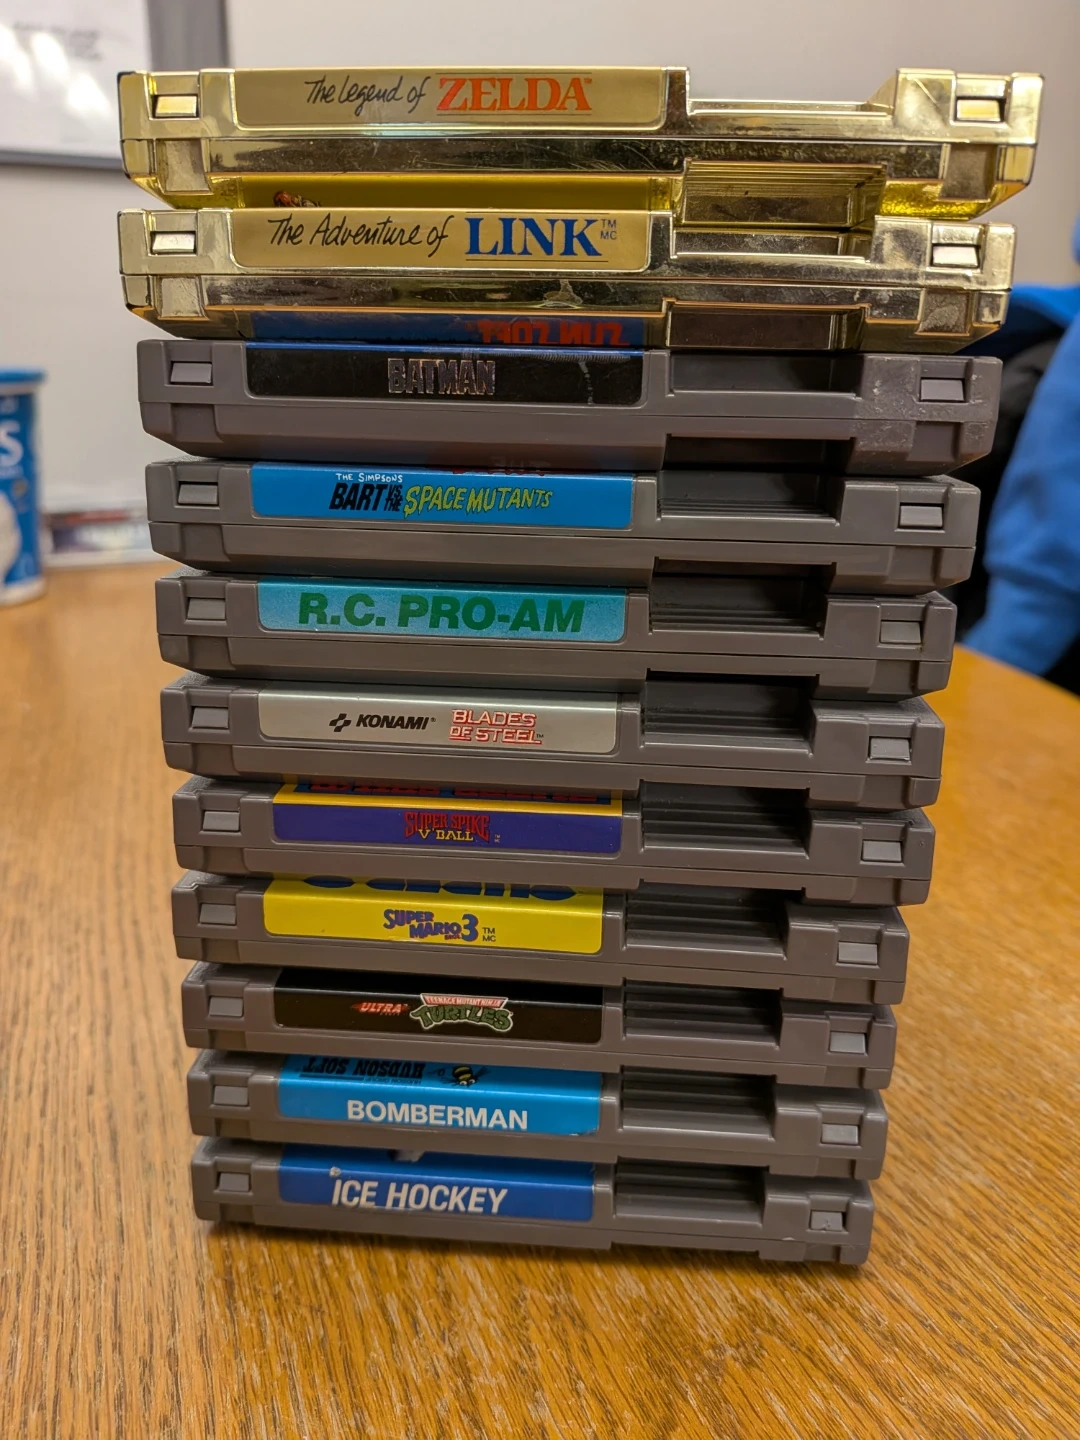 The Legend of ZELDA
The Adventure of LINK TM MC
BATMAN
THE SIMPSONS
BART VS. THE SPACE MUTANTS
R.C. PRO-AM
KONAMI® BLADES OF STEEL™
SUPER SPIKE V'BALL
SUPER MARIO BROS. 3 TM MC
ULTRA TEENAGE MUTANT NINJA TURTLES
HUDSON SOFT
BOMBERMAN
ICE HOCKEY